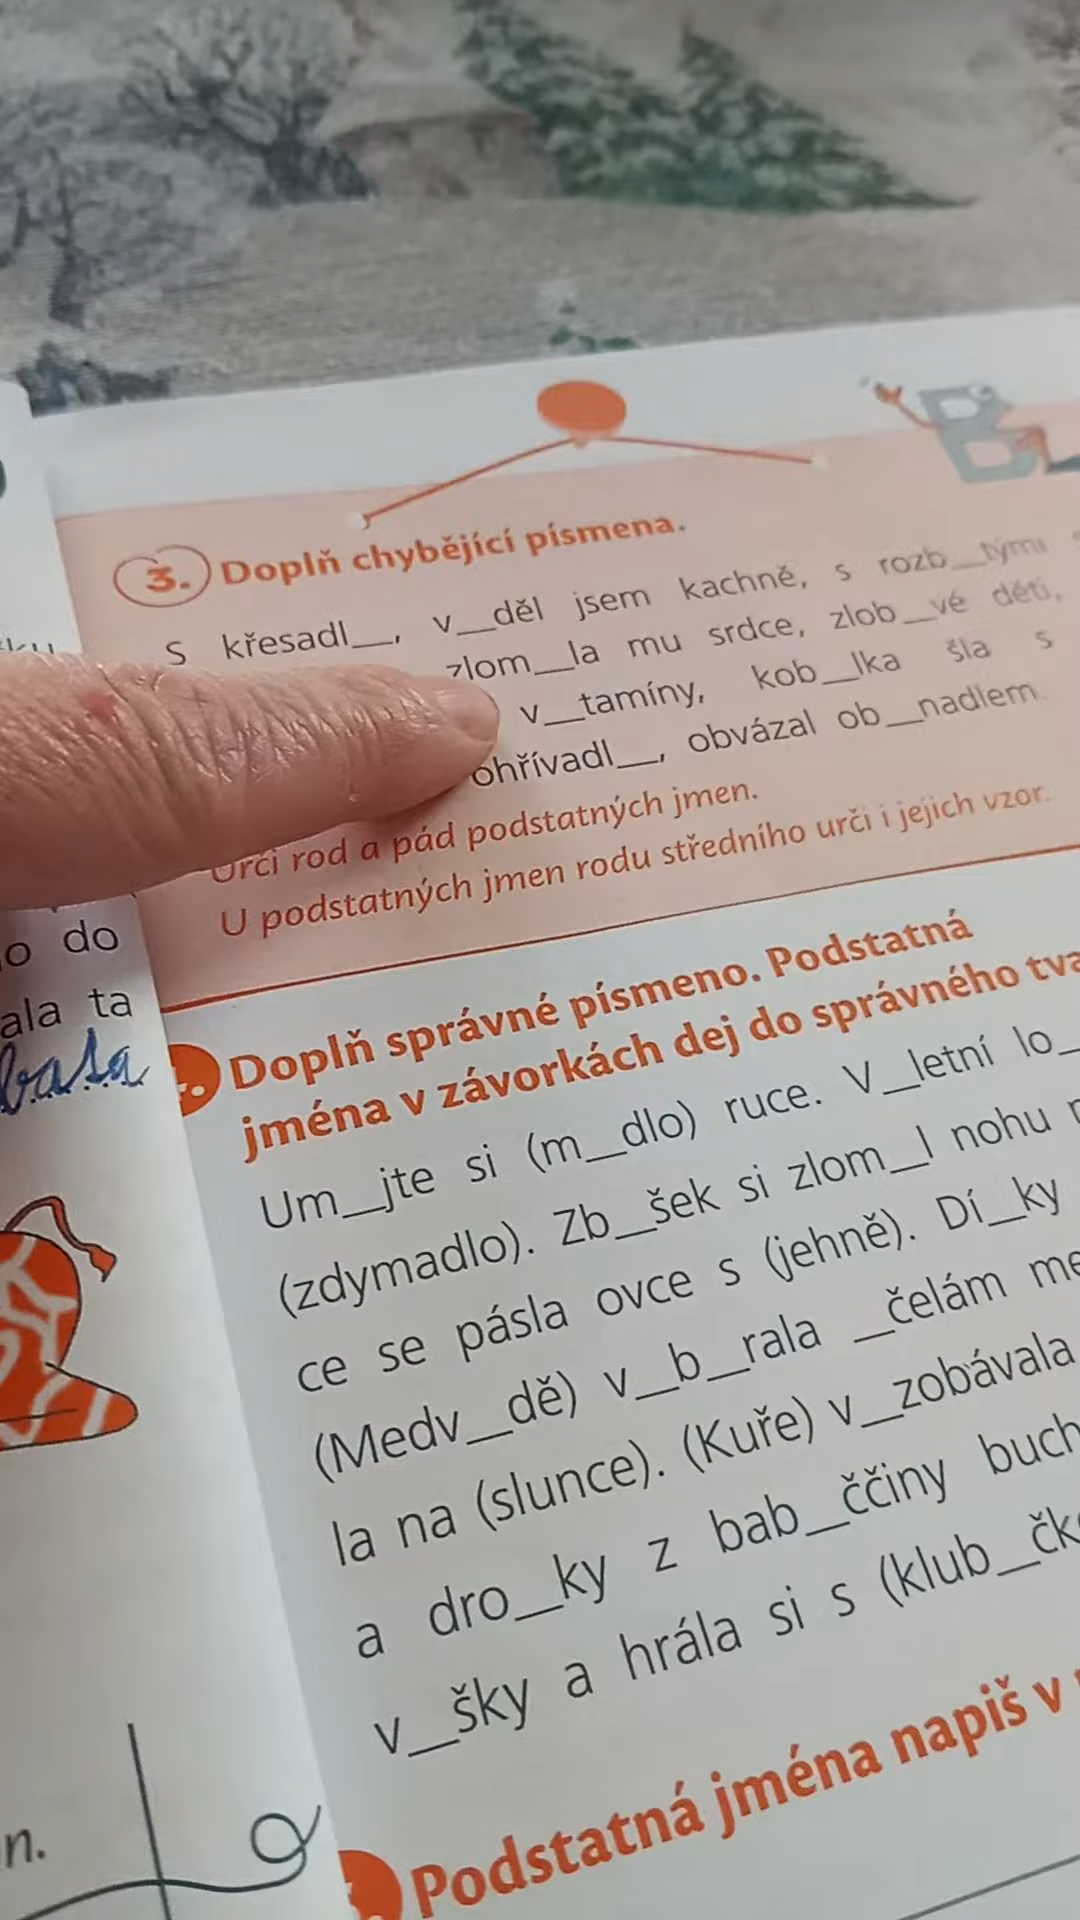 3. Doplň chybějící písmena.
S křesadl__, v__děl jsem kachně, s rozb__tými
zlom__la mu srdce, zlob__vé děti,
v__tamíny, kob__lka šla s
ohřívadl__, obvázal ob__nadlem.
Urči rod a pád podstatných jmen.
U podstatných jmen rodu středního urči i jejich vzor.
o do
ala ta
Doplň správné písmeno. Podstatná
jména v závorkách dej do správného tva
Um__jte si (m__dlo) ruce. V__letní lo__
(zdymadlo). Zb__šek si zlom__l nohu
ce se pásla ovce s (jehně). Dí__ky
(Medv__dě) v__b__rala __čelám me
la na (slunce). (Kuře) v__zobávala
a dro__ky z bab__ččiny buch
v__šky a hrála si s (klub__čk
n.
Podstatná jména napiš v